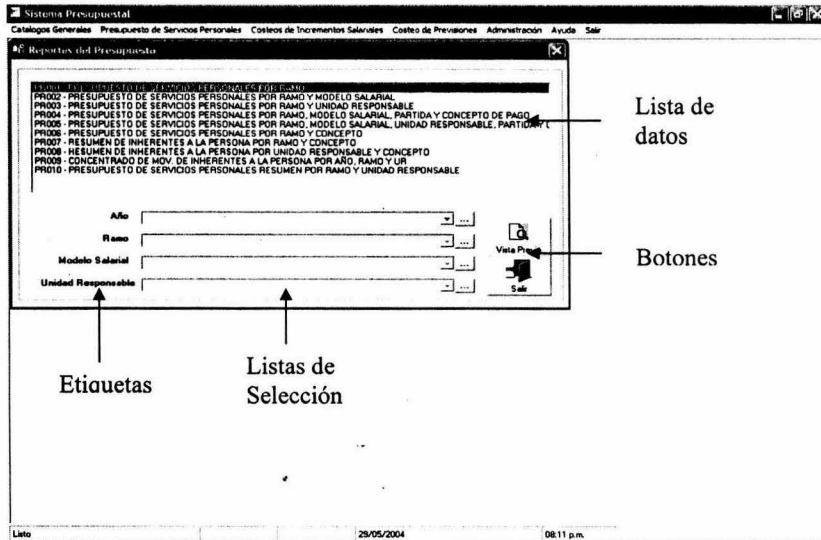 Sistema Presupuestal
Catalogos Generales Presupuesto de Servicios Personales Costeos de Incrementos Salariales Costeo de Previsiones Administración Ayuda Salir
Reportes del Presupuesto
PR001 - PRESUPUESTO DE SERVICIOS PERSONALES POR RAMO
PR002 - PRESUPUESTO DE SERVICIOS PERSONALES POR RAMO Y MODELO SALARIAL
PR003 - PRESUPUESTO DE SERVICIOS PERSONALES POR RAMO Y UNIDAD RESPONSABLE
PR004 - PRESUPUESTO DE SERVICIOS PERSONALES POR RAMO, MODELO SALARIAL, PARTIDA Y CONCEPTO DE PAGO
PR005 - PRESUPUESTO DE SERVICIOS PERSONALES POR RAMO, MODELO SALARIAL, UNIDAD RESPONSABLE, PARTIDA Y
PR006 - PRESUPUESTO DE SERVICIOS PERSONALES POR RAMO Y CONCEPTO
PR007 - RESUMEN DE INHERENTES A LA PERSONA POR RAMO Y CONCEPTO
PR008 - RESUMEN DE INHERENTES A LA PERSONA POR UNIDAD RESPONSABLE Y CONCEPTO
PR009 - CONCENTRADO DE MOV. DE INHERENTES A LA PERSONA POR AÑO, RAMO Y UR
PR010 - PRESUPUESTO DE SERVICIOS PERSONALES RESUMEN POR RAMO Y UNIDAD RESPONSABLE
Lista de
datos
Año ...
Ramo ...
Modelo Salarial ...
Unidad Responsable ...
Vista
Salir
Botones
Etiquetas
Listas de
Selección
Listo 29/05/2004 08:11 p.m.